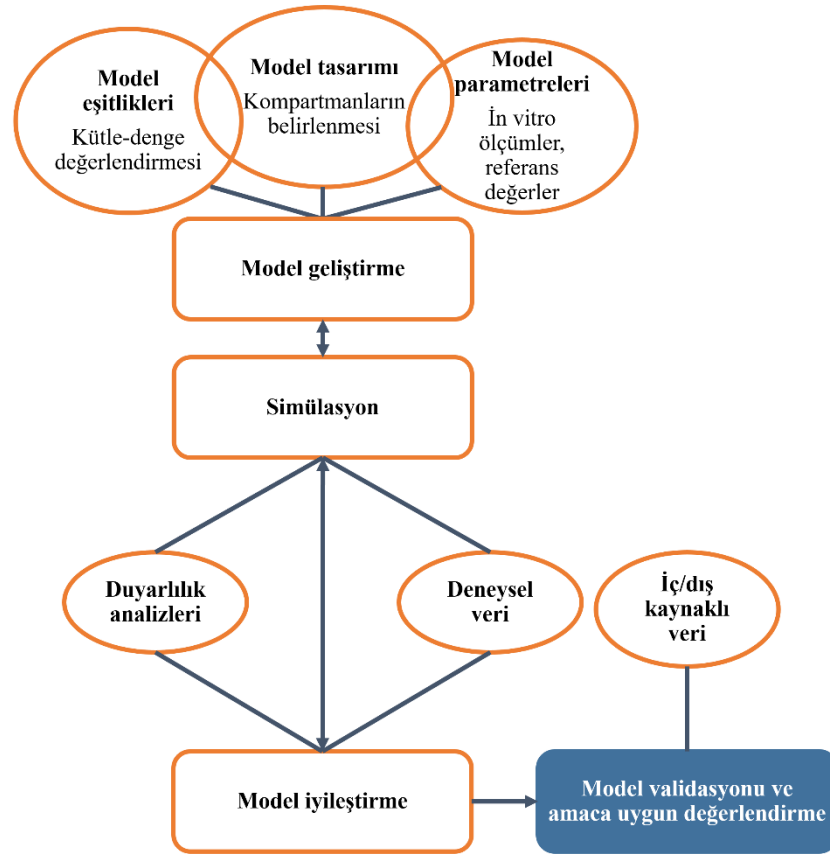 Model
eşitlikleri
Kütle-denge
değerlendirmesi
Model tasarımı
Kompartmanların
belirlenmesi
Model
parametreleri
İn vitro
ölçümler,
referans
değerler
Model geliştirme
Simülasyon
Duyarlılık
analizleri
Deneysel
veri
İç/dış
kaynaklı
veri
Model iyileştirme
Model validasyonu ve
amaca uygun değerlendirme